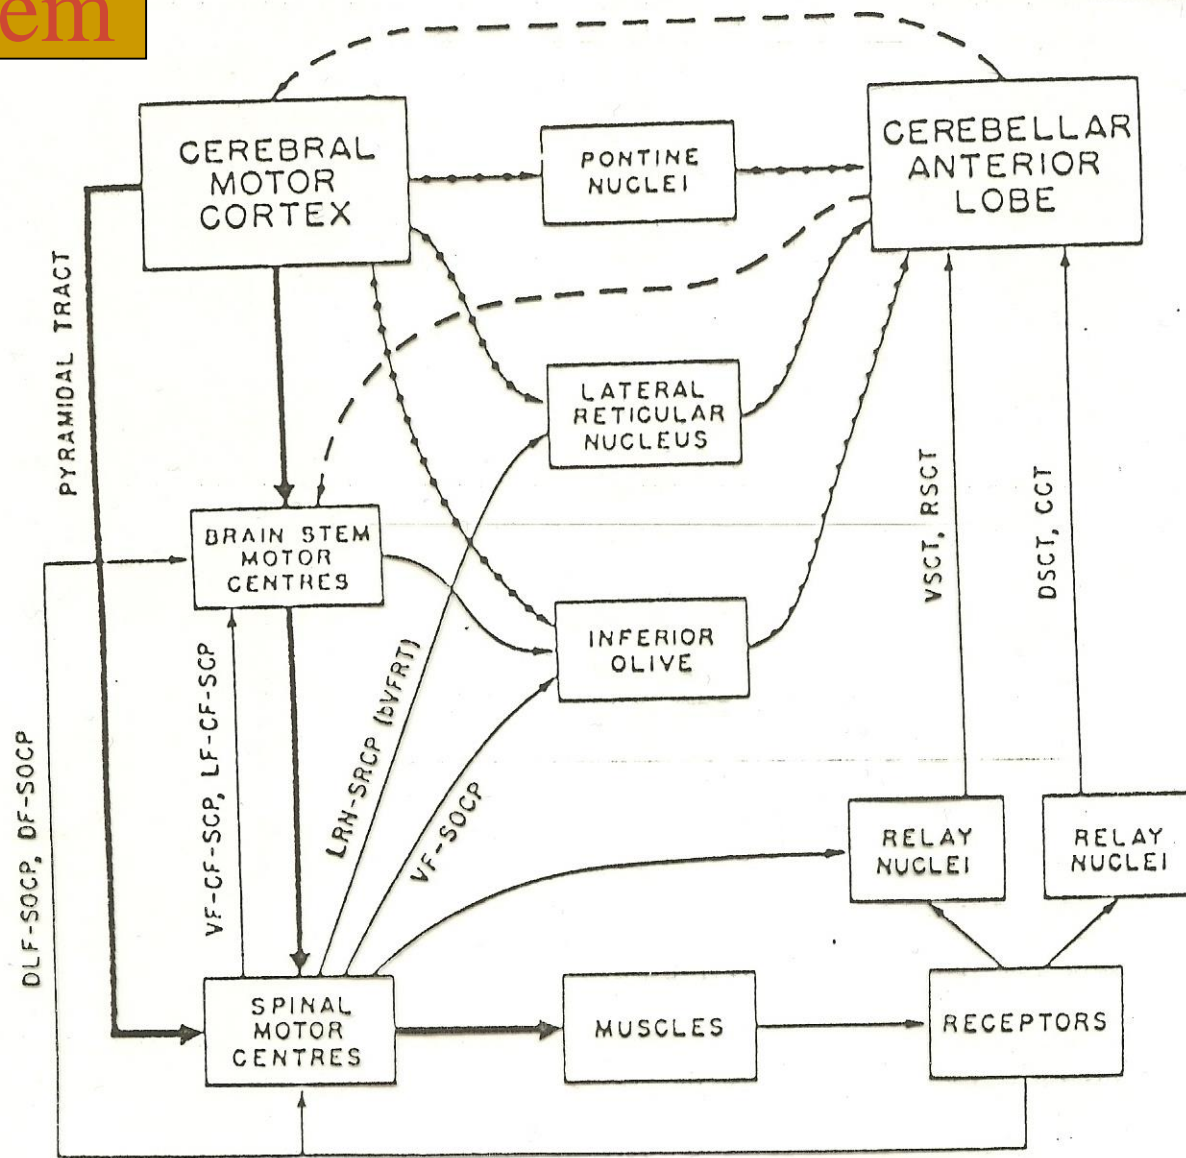 em
CEREBRAL
MOTOR
CORTEX
PONTINE
NUCLEI
CEREBELLAR
ANTERIOR
LOBE
PYRAMIDAL TRACT
LATERAL
RETICULAR
NUCLEUS
BRAIN STEM
MOTOR
CENTRES
INFERIOR
OLIVE
VSCT, RSCT
DSCT, CCT
DLF-SOCP, DF-SOCP
VF-CF-SCP, LF-CF-SCP
LRN-SRCP (bVFRT)
VF-SOCP
RELAY
NUCLEI
RELAY
NUCLEI
SPINAL
MOTOR
CENTRES
MUSCLES
RECEPTORS